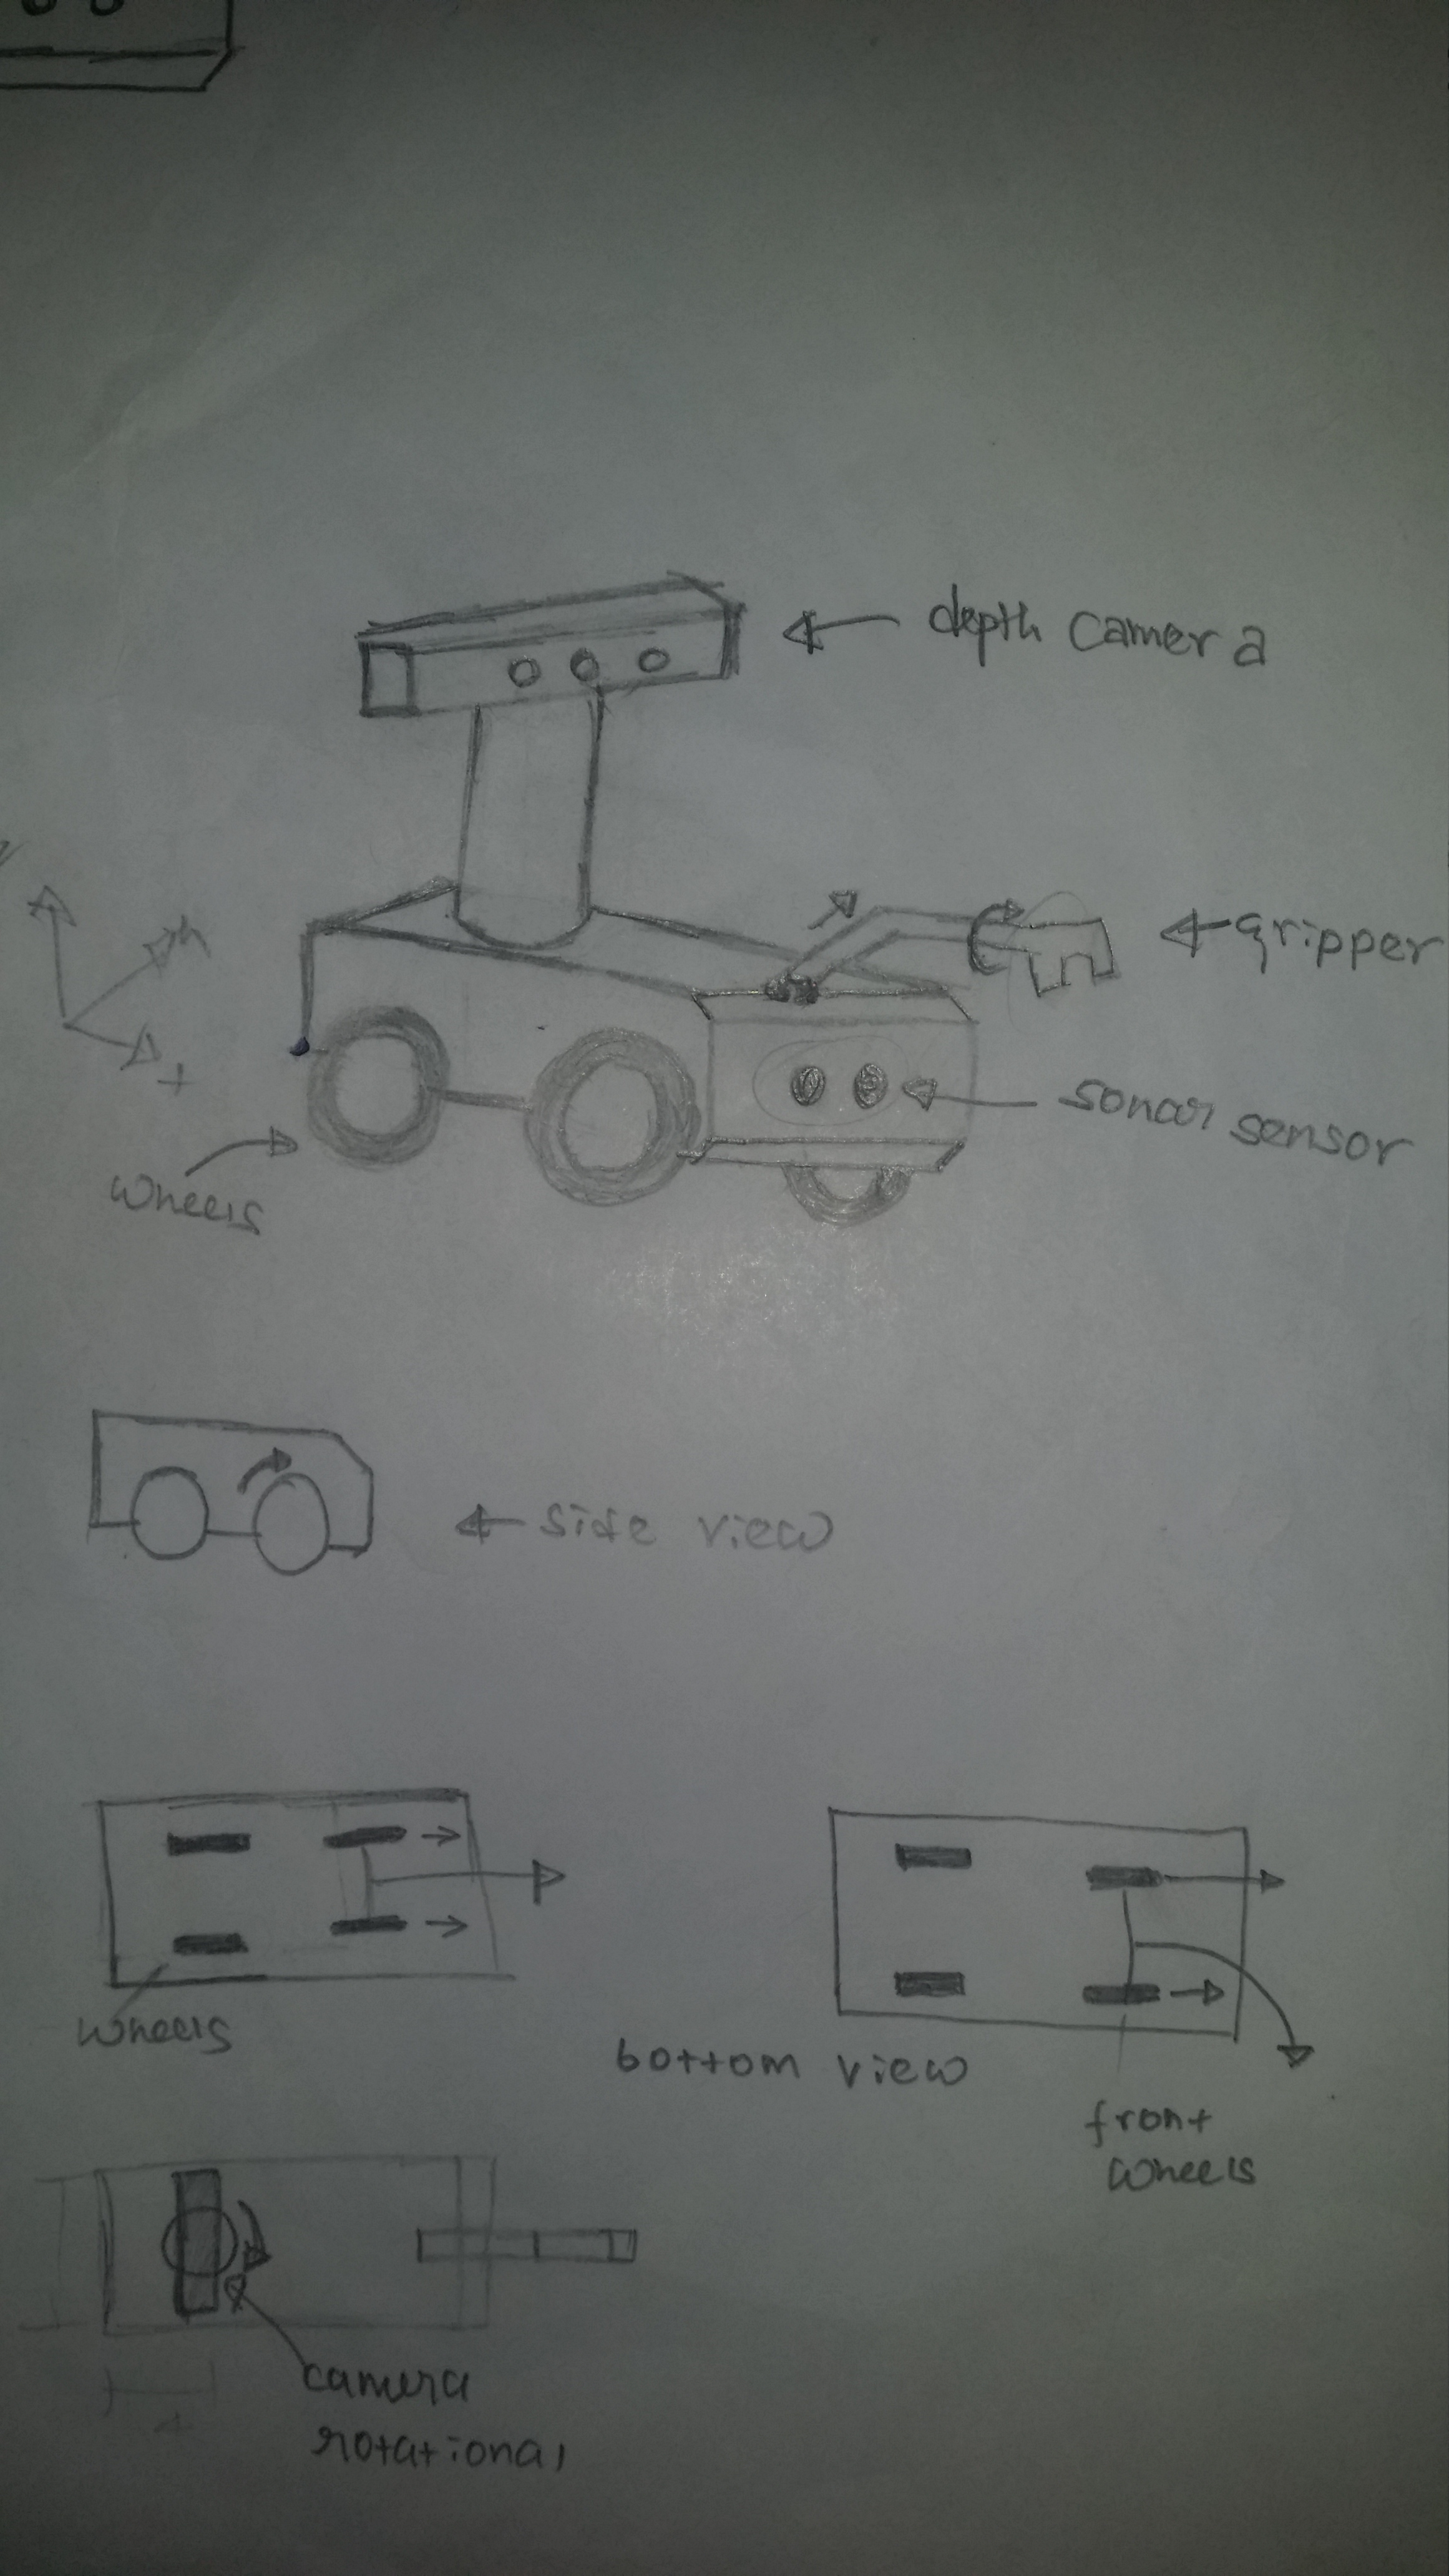 depth camera
gripper
sonar sensor
wheels
side view
wheels
bottom view
front
wheels
camera
rotational